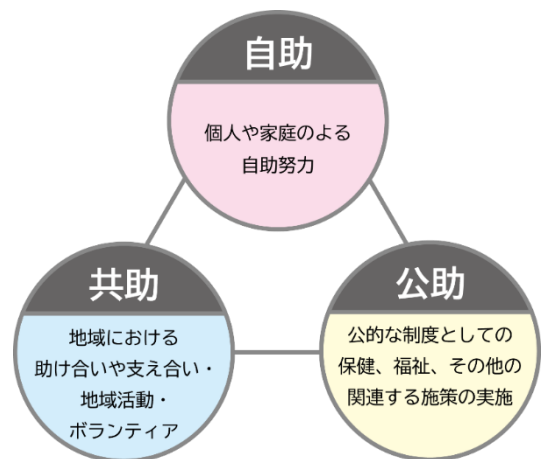 自助
個人や家庭のよる
自助努力
共助
地域における
助け合いや支え合い・
地域活動・
ボランティア
公助
公的な制度としての
保健、福祉、その他の
関連する施策の実施